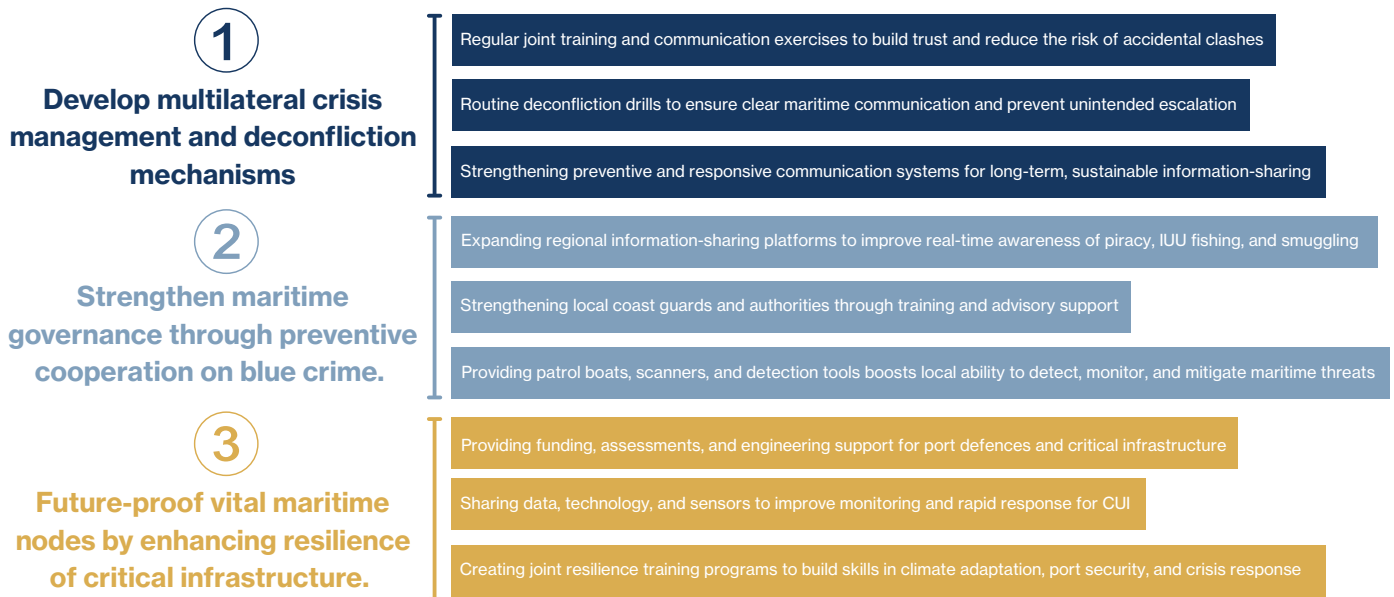 1
Develop multilateral crisis
management and deconfliction
mechanisms
Regular joint training and communication exercises to build trust and reduce the risk of accidental clashes
Routine deconfliction drills to ensure clear maritime communication and prevent unintended escalation
Strengthening preventive and responsive communication systems for long-term, sustainable information-sharing
2
Strengthen maritime
governance through preventive
cooperation on blue crime.
Expanding regional information-sharing platforms to improve real-time awareness of piracy, IUU fishing, and smuggling
Strengthening local coast guards and authorities through training and advisory support
Providing patrol boats, scanners, and detection tools boosts local ability to detect, monitor, and mitigate maritime threats
3
Future-proof vital maritime
nodes by enhancing resilience
of critical infrastructure.
Providing funding, assessments, and engineering support for port defences and critical infrastructure
Sharing data, technology, and sensors to improve monitoring and rapid response for CUI
Creating joint resilience training programs to build skills in climate adaptation, port security, and crisis response